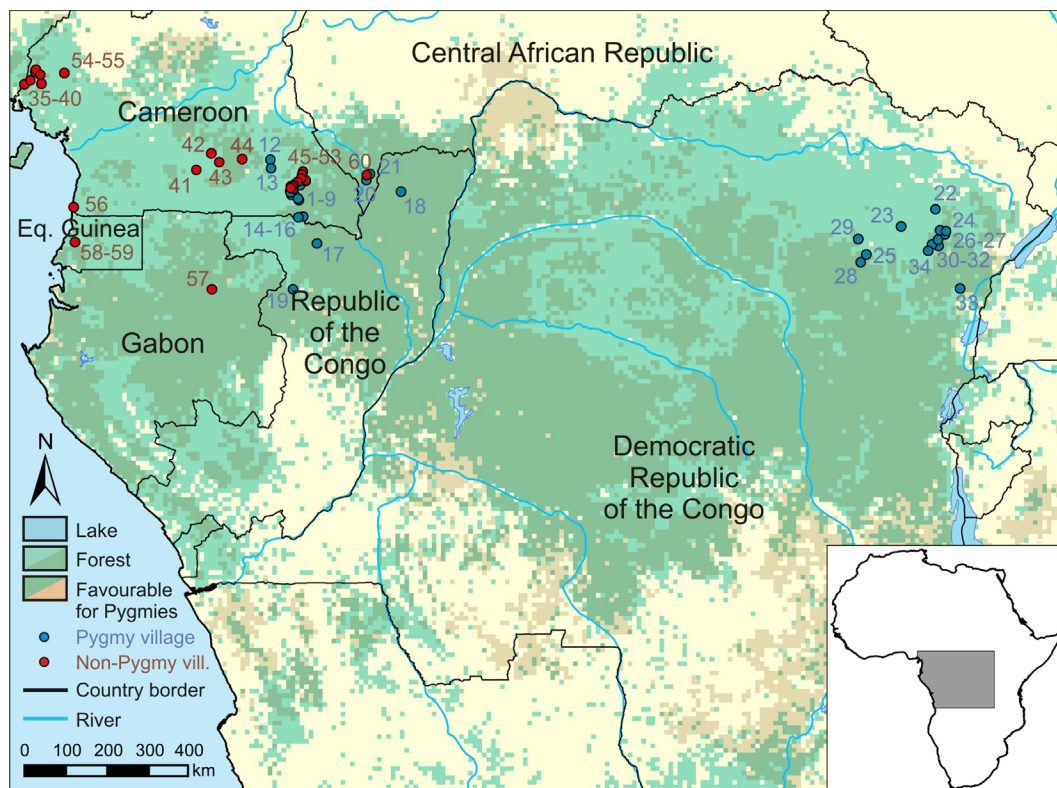 54-55
Central African Republic
35-40
Cameroon
42
44
12
45-53
60
21
41
43
13
20
1-9
18
22
56
Eq. Guinea
14-16
23
24
29
26-27
58-59
17
25
30-32
34
28
57
19
Republic
of the
Congo
33
Gabon
N
Democratic
Republic
of the Congo
Lake
Forest
Favourable
for Pygmies
Pygmy village
Non-Pygmy vill.
Country border
River
0 100 200 300 400
km